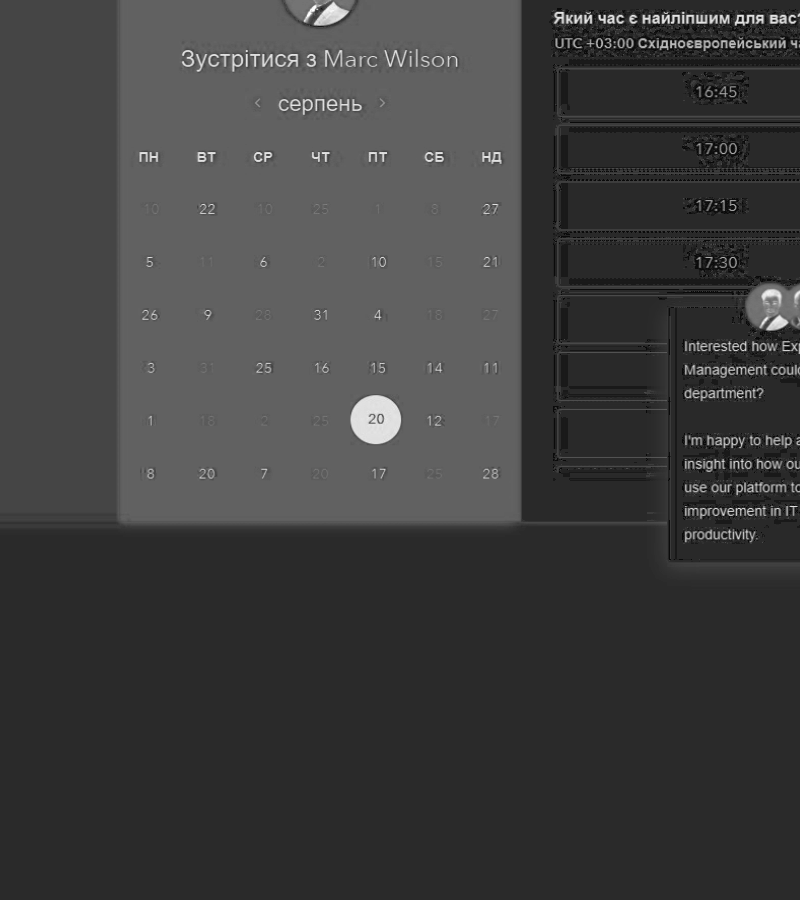 Зустрітися з Marc Wilson
‹ серпень ›
ПН ВТ СР ЧТ ПТ СБ НД
10 22 10 25 1 8 27
5 11 6 2 10 15 21
26 9 28 31 4 18 27
3 31 25 16 15 14 11
1 18 2 25 20 12 17
8 20 7 20 17 25 28
Який час є найліпшим для вас?
UTC +03:00 Східноєвропейський ча
16:45
17:00
17:15
17:30
Interested how Exp
Management could
department?
I'm happy to help a
insight into how ou
use our platform to
improvement in IT
productivity.